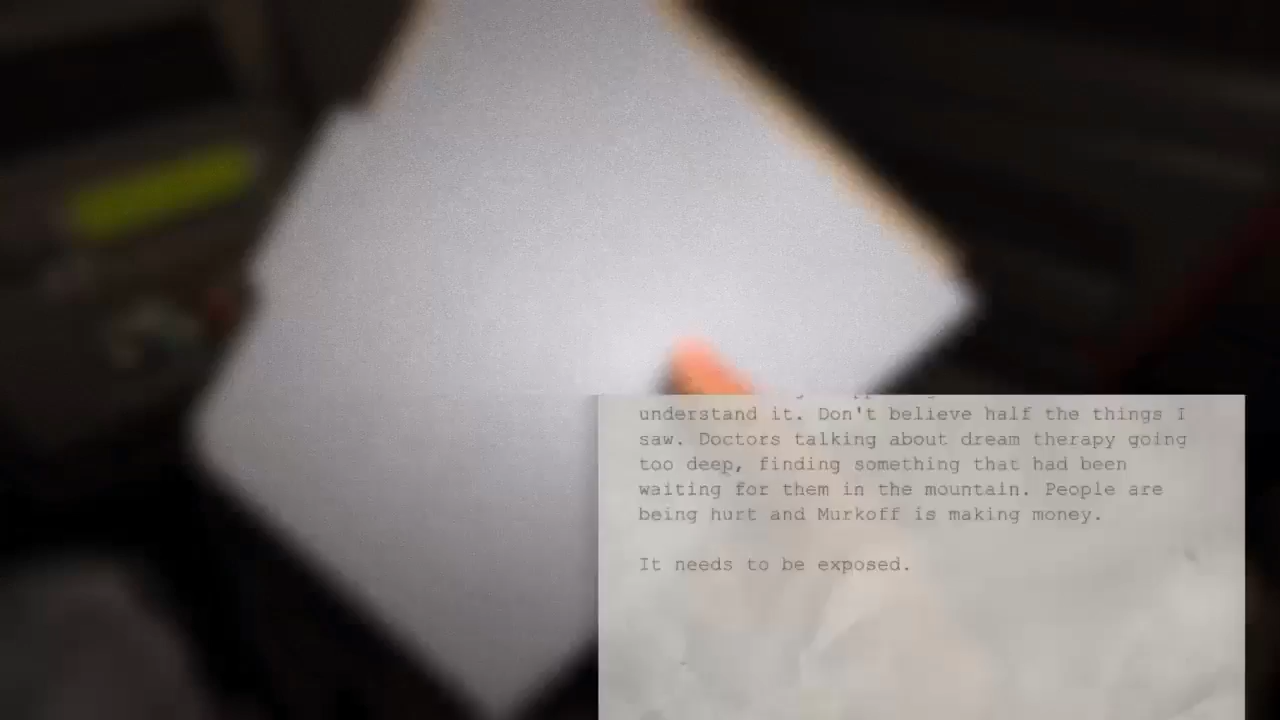 understand it. Don't believe half the things I
saw. Doctors talking about dream therapy going
too deep, finding something that had been
waiting for them in the mountain. People are
being hurt and Murkoff is making money.
It needs to be exposed.